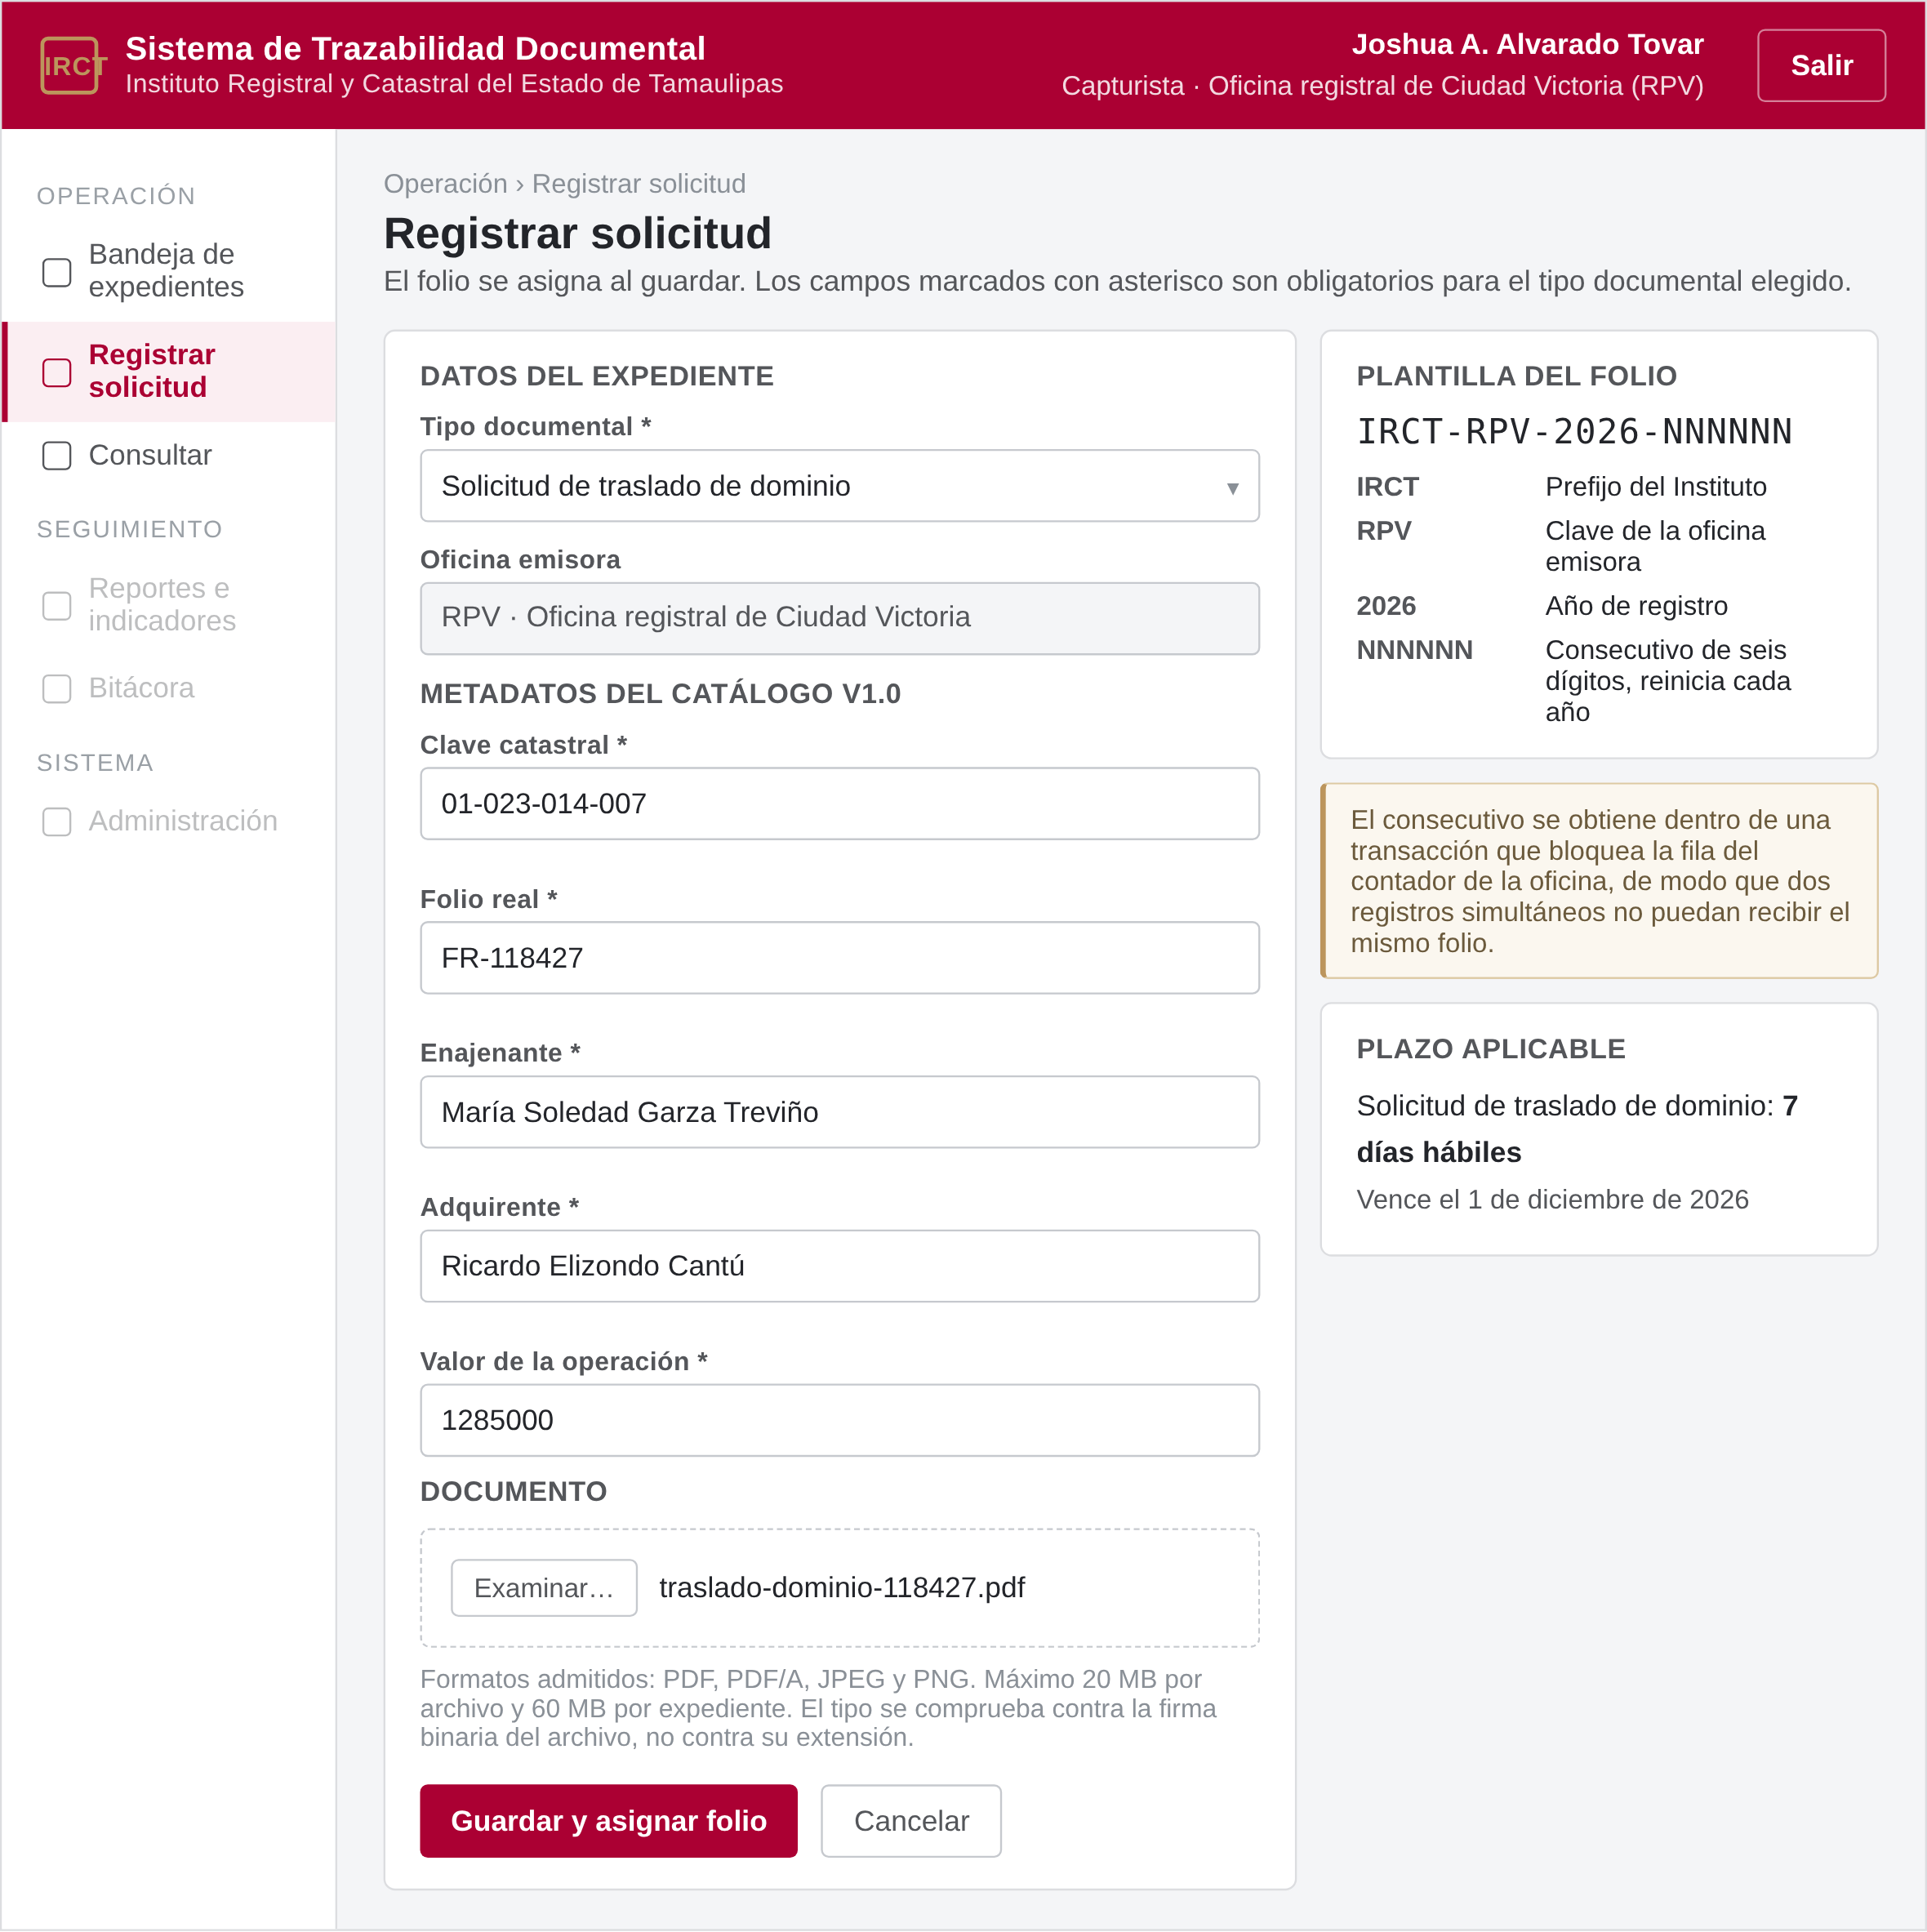 IRCT
Sistema de Trazabilidad Documental
Instituto Registral y Catastral del Estado de Tamaulipas
Joshua A. Alvarado Tovar
Capturista · Oficina registral de Ciudad Victoria (RPV)
Salir
OPERACIÓN
Bandeja de
expedientes
Registrar
solicitud
Consultar
SEGUIMIENTO
Reportes e
indicadores
Bitácora
SISTEMA
Administración
Operación › Registrar solicitud
Registrar solicitud
El folio se asigna al guardar. Los campos marcados con asterisco son obligatorios para el tipo documental elegido.
DATOS DEL EXPEDIENTE
Tipo documental *
Solicitud de traslado de dominio
Oficina emisora
RPV · Oficina registral de Ciudad Victoria
METADATOS DEL CATÁLOGO V1.0
Clave catastral *
01-023-014-007
Folio real *
FR-118427
Enajenante *
María Soledad Garza Treviño
Adquirente *
Ricardo Elizondo Cantú
Valor de la operación *
1285000
DOCUMENTO
Examinar… traslado-dominio-118427.pdf
Formatos admitidos: PDF, PDF/A, JPEG y PNG. Máximo 20 MB por
archivo y 60 MB por expediente. El tipo se comprueba contra la firma
binaria del archivo, no contra su extensión.
Guardar y asignar folio
Cancelar
PLANTILLA DEL FOLIO
IRCT-RPV-2026-NNNNNN
IRCT Prefijo del Instituto
RPV Clave de la oficina
emisora
2026 Año de registro
NNNNNN Consecutivo de seis
dígitos, reinicia cada
año
El consecutivo se obtiene dentro de una
transacción que bloquea la fila del
contador de la oficina, de modo que dos
registros simultáneos no puedan recibir el
mismo folio.
PLAZO APLICABLE
Solicitud de traslado de dominio: 7
días hábiles
Vence el 1 de diciembre de 2026